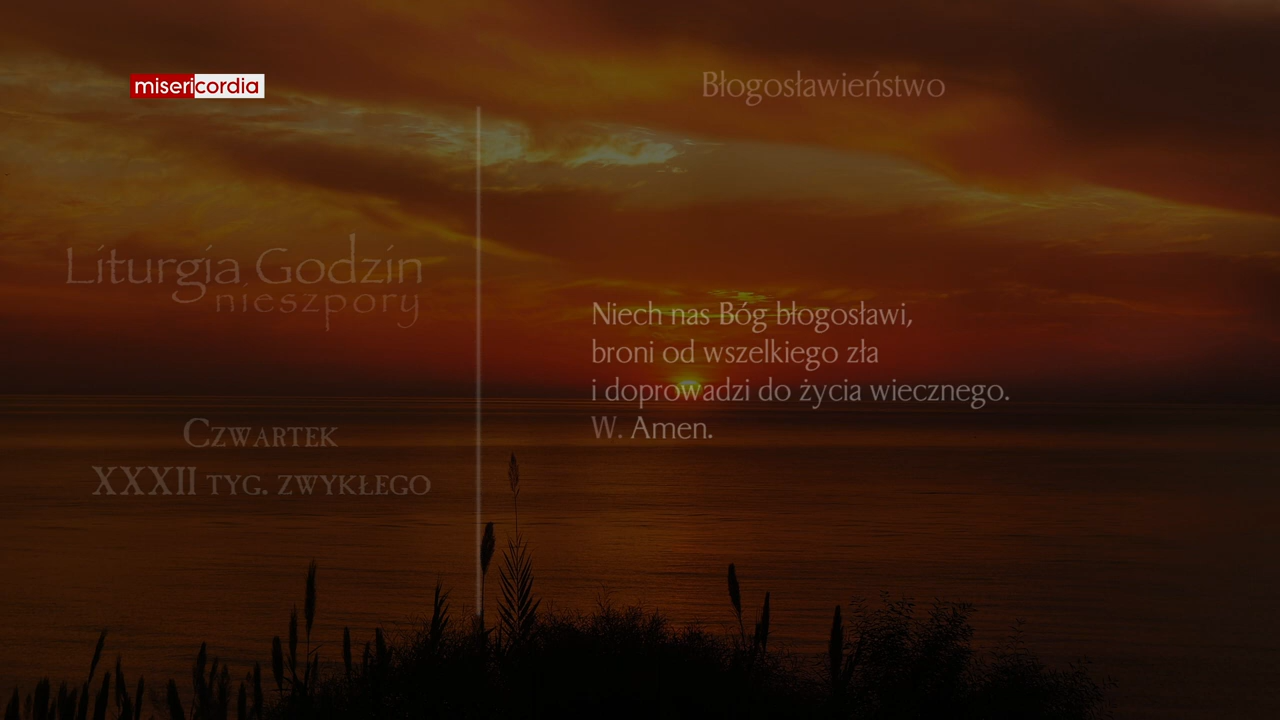 misericordia
Błogosławieństwo
Liturgia Godzin
nieszpory
Niech nas Bóg błogosławi,
broni od wszelkiego zła
i doprowadzi do życia wiecznego.
W. Amen.
Czwartek
XXXII tyg. zwykłego